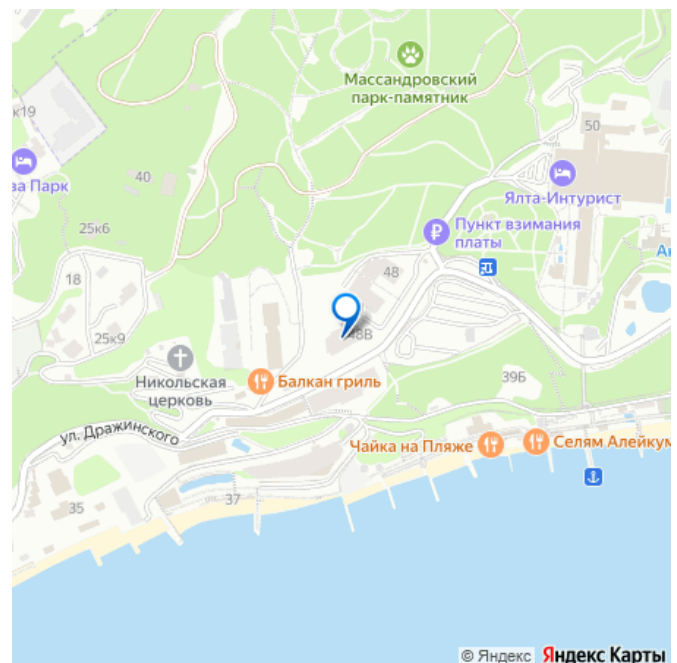 Массандровский
парк-памятник
к19
50
ва Парк
40
Ялта-Интурист
25к6
Пункт взимания
платы
Ан
18
48
25к9
48В
Никольская
церковь
Балкан гриль
39Б
ул. Дражинского
Чайка на Пляже
Селям Алейкум
37
35
© Яндекс Яндекс Карты